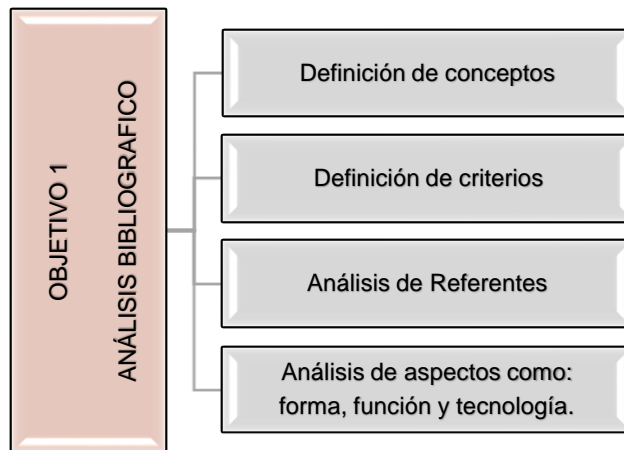 OBJETIVO 1
ANÁLISIS BIBLIOGRAFICO
Definición de conceptos
Definición de criterios
Análisis de Referentes
Análisis de aspectos como:
forma, función y tecnología.